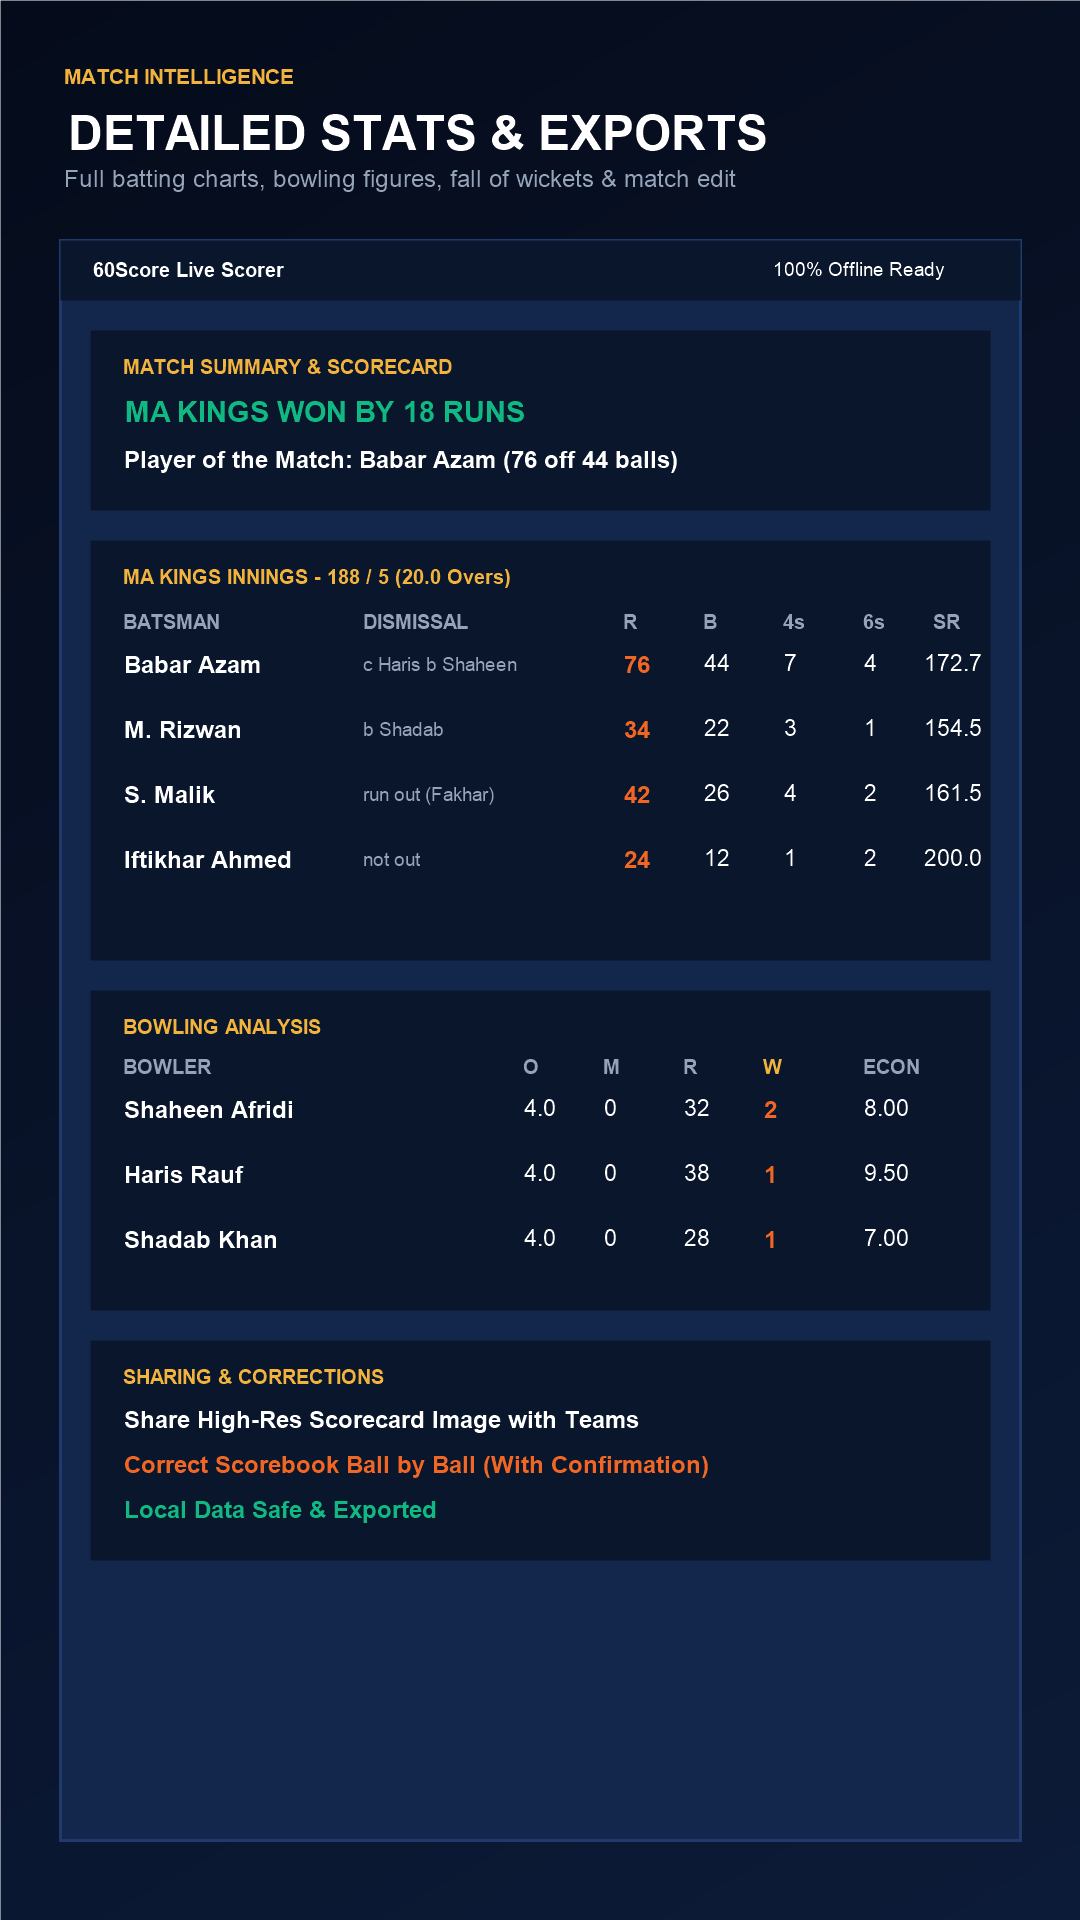 MATCH INTELLIGENCE
DETAILED STATS & EXPORTS
Full batting charts, bowling figures, fall of wickets & match edit
60Score Live Scorer 100% Offline Ready
MATCH SUMMARY & SCORECARD
MA KINGS WON BY 18 RUNS
Player of the Match: Babar Azam (76 off 44 balls)
MA KINGS INNINGS - 188 / 5 (20.0 Overs)
BATSMAN DISMISSAL R B 4s 6s SR
Babar Azam c Haris b Shaheen 76 44 7 4 172.7
M. Rizwan b Shadab 34 22 3 1 154.5
S. Malik run out (Fakhar) 42 26 4 2 161.5
Iftikhar Ahmed not out 24 12 1 2 200.0
BOWLING ANALYSIS
BOWLER O M R W ECON
Shaheen Afridi 4.0 0 32 2 8.00
Haris Rauf 4.0 0 38 1 9.50
Shadab Khan 4.0 0 28 1 7.00
SHARING & CORRECTIONS
Share High-Res Scorecard Image with Teams
Correct Scorebook Ball by Ball (With Confirmation)
Local Data Safe & Exported